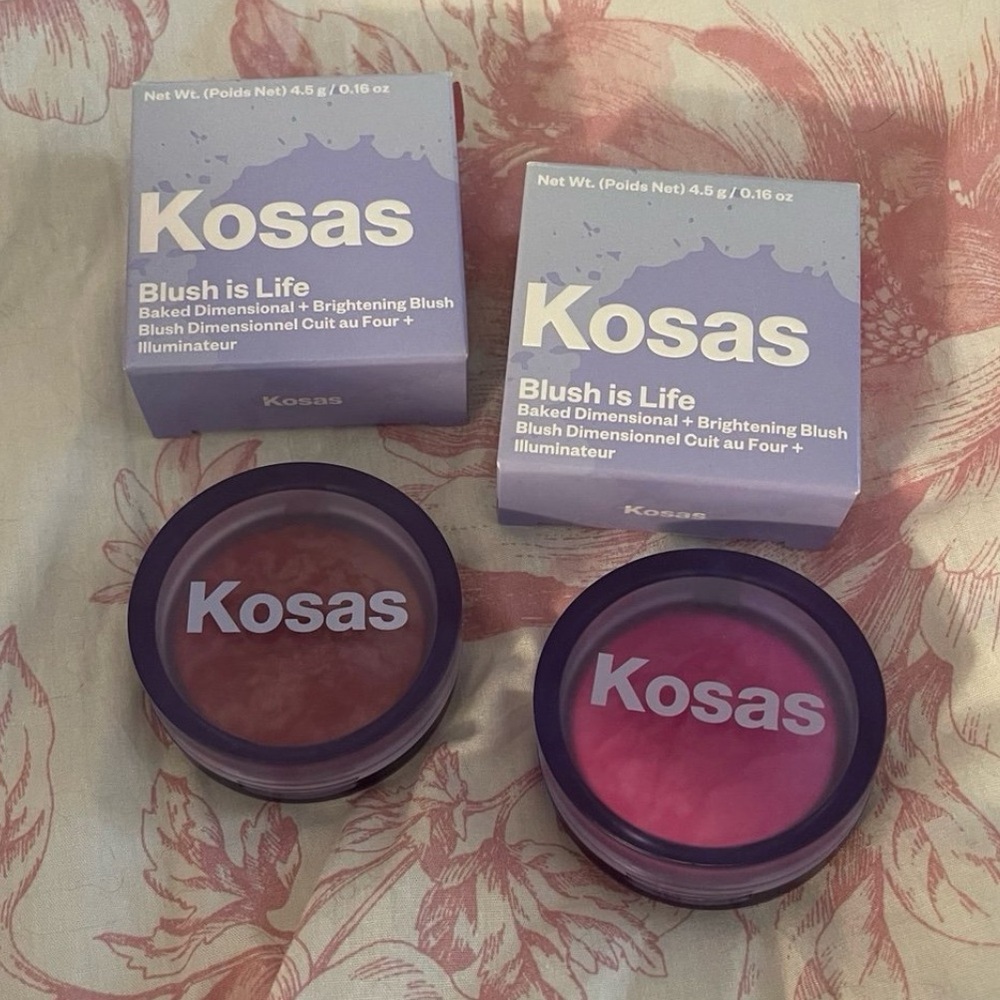 Net Wt. (Poids Net) 4.5 g / 0.16 oz
Kosas
Blush is Life
Baked Dimensional + Brightening Blush
Blush Dimensionnel Cuit au Four +
Illuminateur
Kosas
Net Wt. (Poids Net) 4.5 g / 0.16 oz
Kosas
Blush is Life
Baked Dimensional + Brightening Blush
Blush Dimensionnel Cuit au Four +
Illuminateur
Kosas
Kosas
Kosas